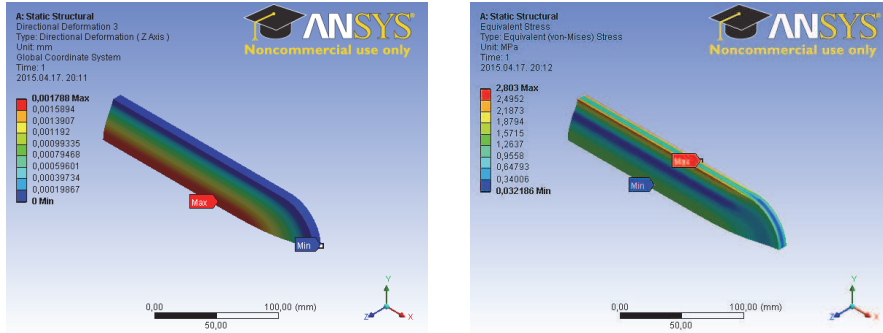 A: Static Structural
Directional Deformation 3
Type: Directional Deformation ( Z Axis )
Unit: mm
Global Coordinate System
Time: 1
2015.04.17. 20:11
ANSYS
Noncommercial use only
0,001788 Max
0,0015894
0,0013907
0,001192
0,00099335
0,00079468
0,00059601
0,00039734
0,00019867
0 Min
Max
Min
0,00
100,00 (mm)
50,00
Y
Z
X
A: Static Structural
Equivalent Stress
Type: Equivalent (von-Mises) Stress
Unit: MPa
Time: 1
2015.04.17. 20:12
ANSYS
Noncommercial use only
2,803 Max
2,4952
2,1873
1,8794
1,5715
1,2637
0,9558
0,64793
0,34006
0,032186 Min
Max
Min
0,00
100,00 (mm)
50,00
Y
Z
X